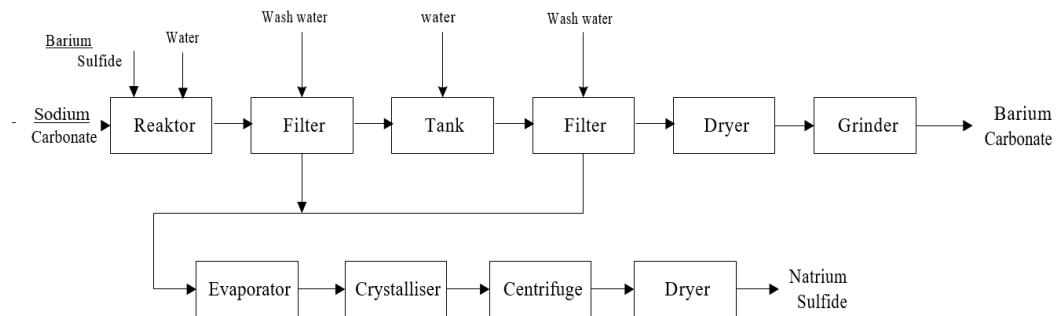 Wash water
water
Wash water
Barium
Sulfide
Water
Sodium
Carbonate
Reaktor
Filter
Tank
Filter
Dryer
Grinder
Barium
Carbonate
Evaporator
Crystalliser
Centrifuge
Dryer
Natrium
Sulfide